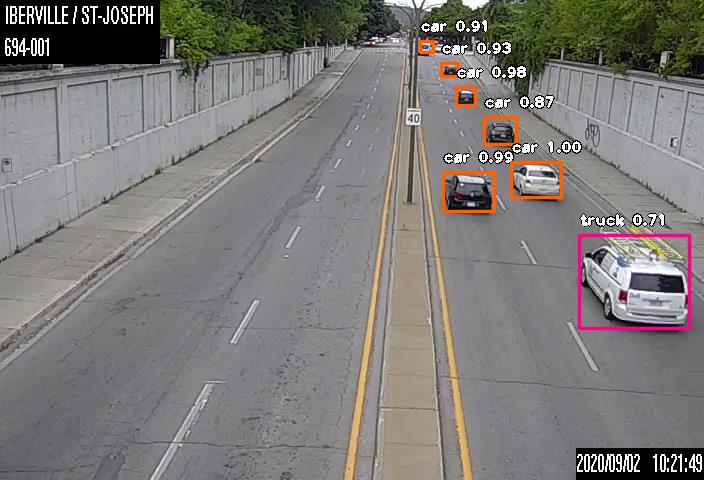 IBERVILLE / ST-JOSEPH
694-001
car 0.91
car 0.93
car 0.98
car 0.87
car 1.00
car 0.99
40
truck 0.71
2020/09/02 10:21:49